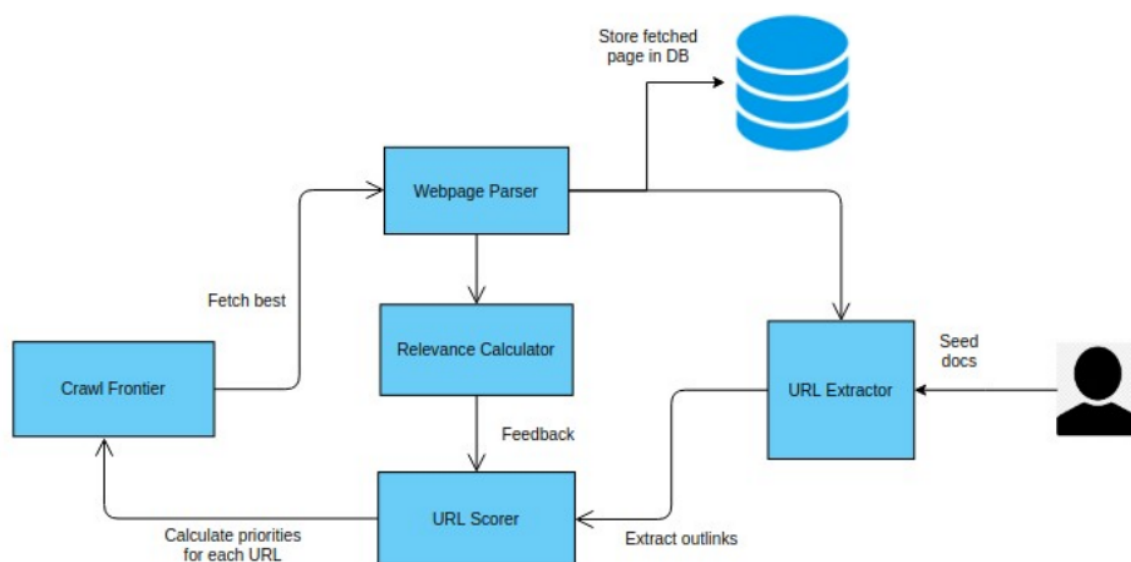 Store fetched
page in DB
Webpage Parser
Fetch best
Relevance Calculator
Crawl Frontier
Seed
docs
URL Extractor
Feedback
URL Scorer
Calculate priorities
for each URL
Extract outlinks